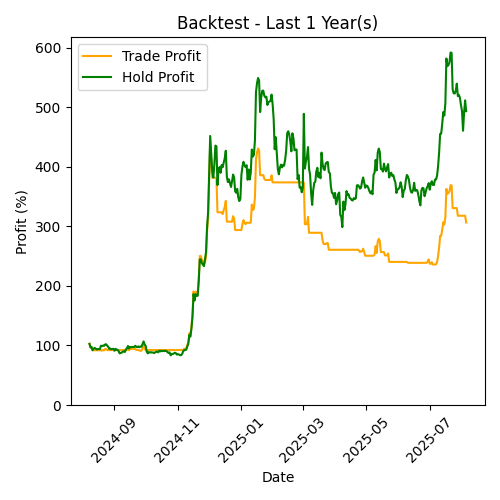 Backtest - Last 1 Year(s)
Trade Profit
Hold Profit
Profit (%)
600
500
400
300
200
100
0
2024-09
2024-11
2025-01
2025-03
2025-05
2025-07
Date